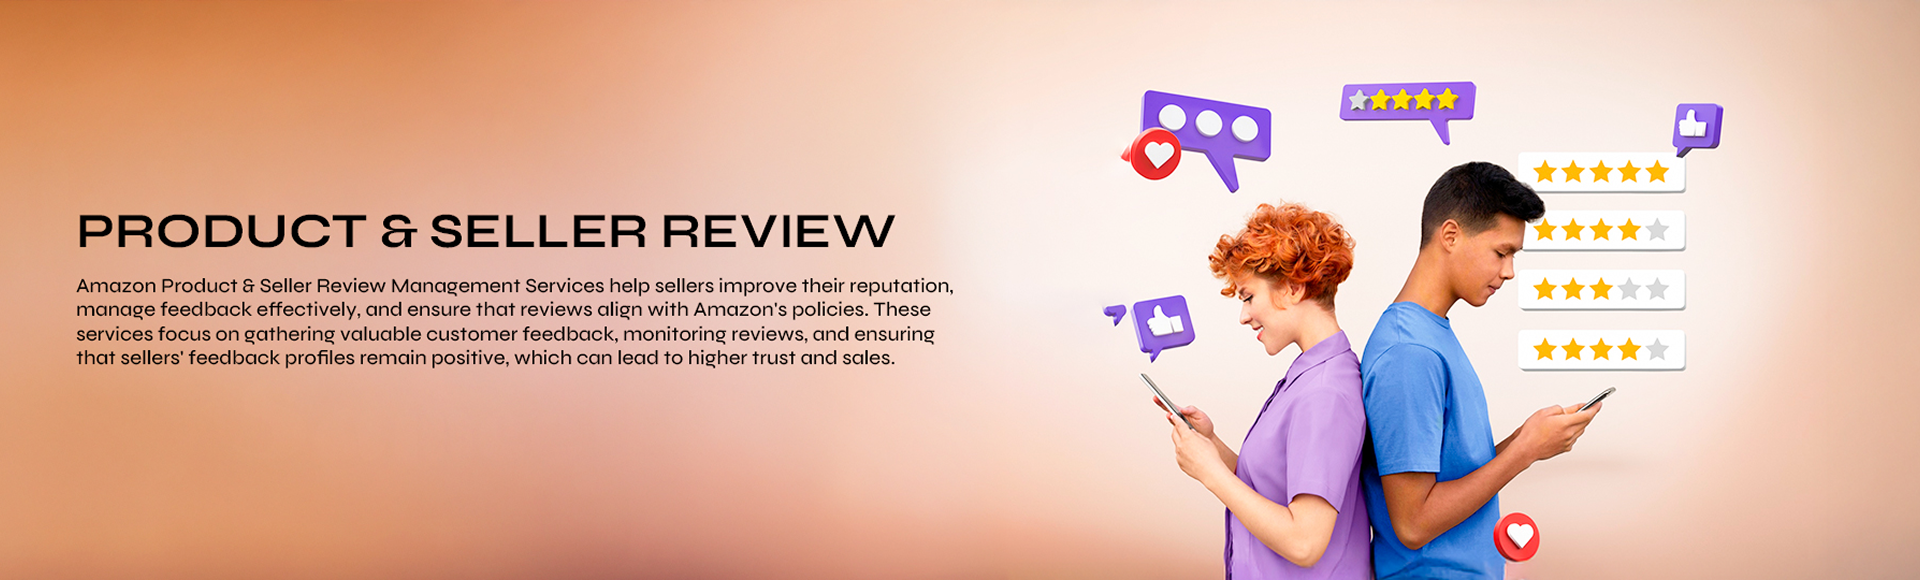 PRODUCT & SELLER REVIEW
Amazon Product & Seller Review Management Services help sellers improve their reputation,
manage feedback effectively, and ensure that reviews align with Amazon's policies. These
services focus on gathering valuable customer feedback, monitoring reviews, and ensuring
that sellers' feedback profiles remain positive, which can lead to higher trust and sales.